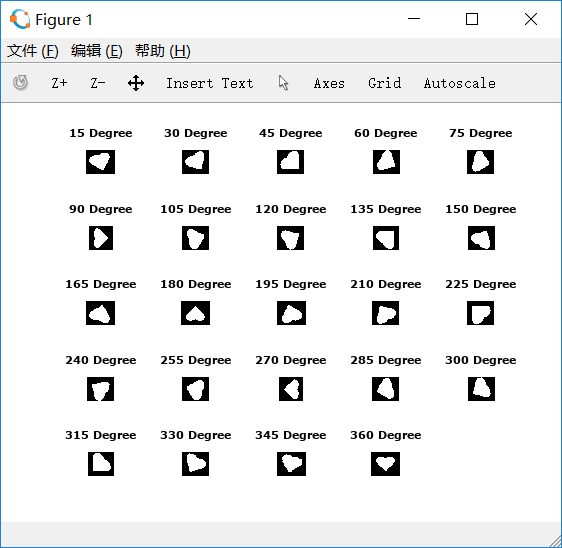 Figure 1
文件 (F) 编辑 (E) 帮助 (H)
Z+ Z- Insert Text Axes Grid Autoscale
15 Degree 30 Degree 45 Degree 60 Degree 75 Degree
90 Degree 105 Degree 120 Degree 135 Degree 150 Degree
165 Degree 180 Degree 195 Degree 210 Degree 225 Degree
240 Degree 255 Degree 270 Degree 285 Degree 300 Degree
315 Degree 330 Degree 345 Degree 360 Degree